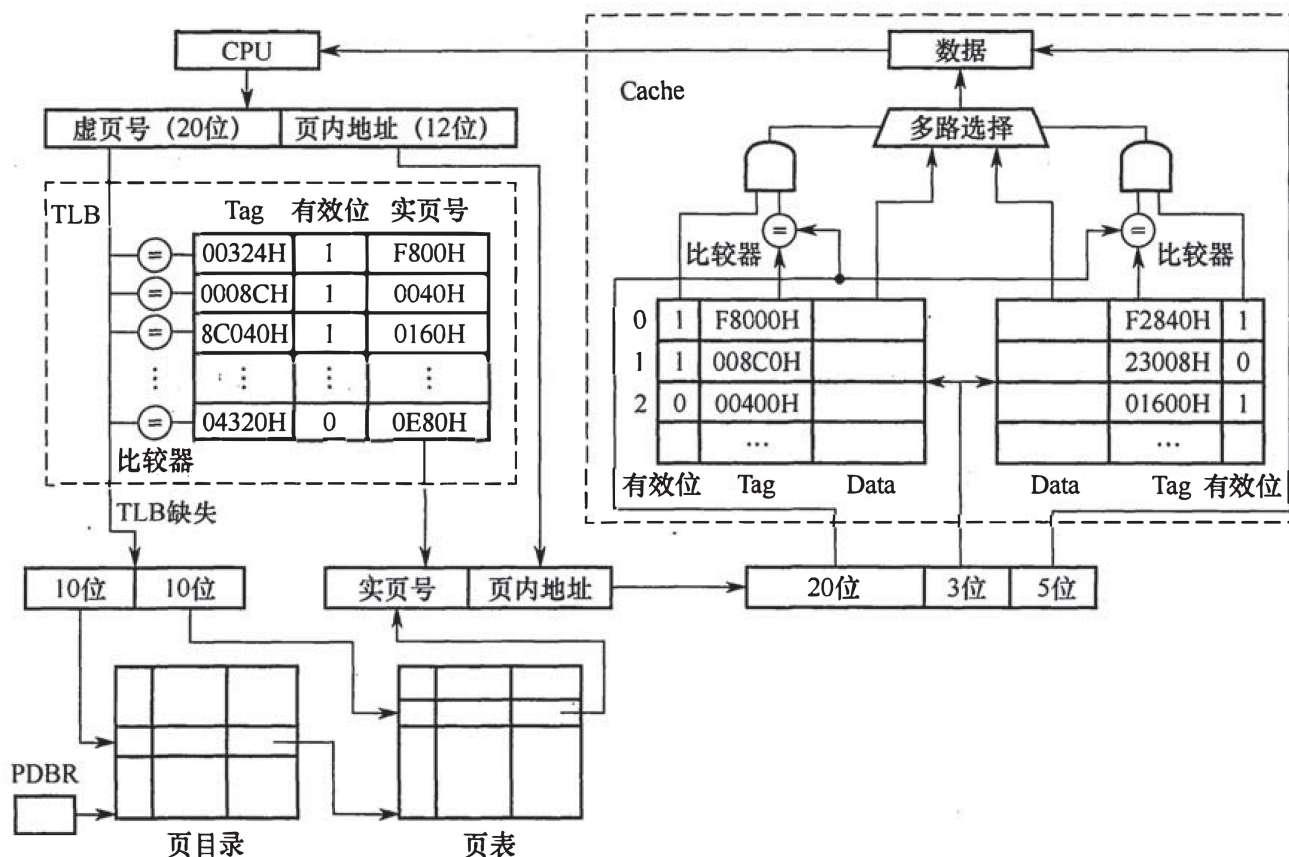 CPU
虚页号（20位） 页内地址（12位）
TLB
Tag 有效位 实页号
= 00324H 1 F800H
= 0008CH 1 0040H
= 8C040H 1 0160H
⋮ ⋮ ⋮ ⋮
= 04320H 0 0E80H
比较器
TLB缺失
10位 10位
实页号 页内地址
PDBR
页目录
页表
数据
Cache
多路选择
= =
比较器 比较器
0 1 F8000H F2840H 1
1 1 008C0H 23008H 0
2 0 00400H 01600H 1
... ...
有效位 Tag Data Data Tag 有效位
20位 3位 5位